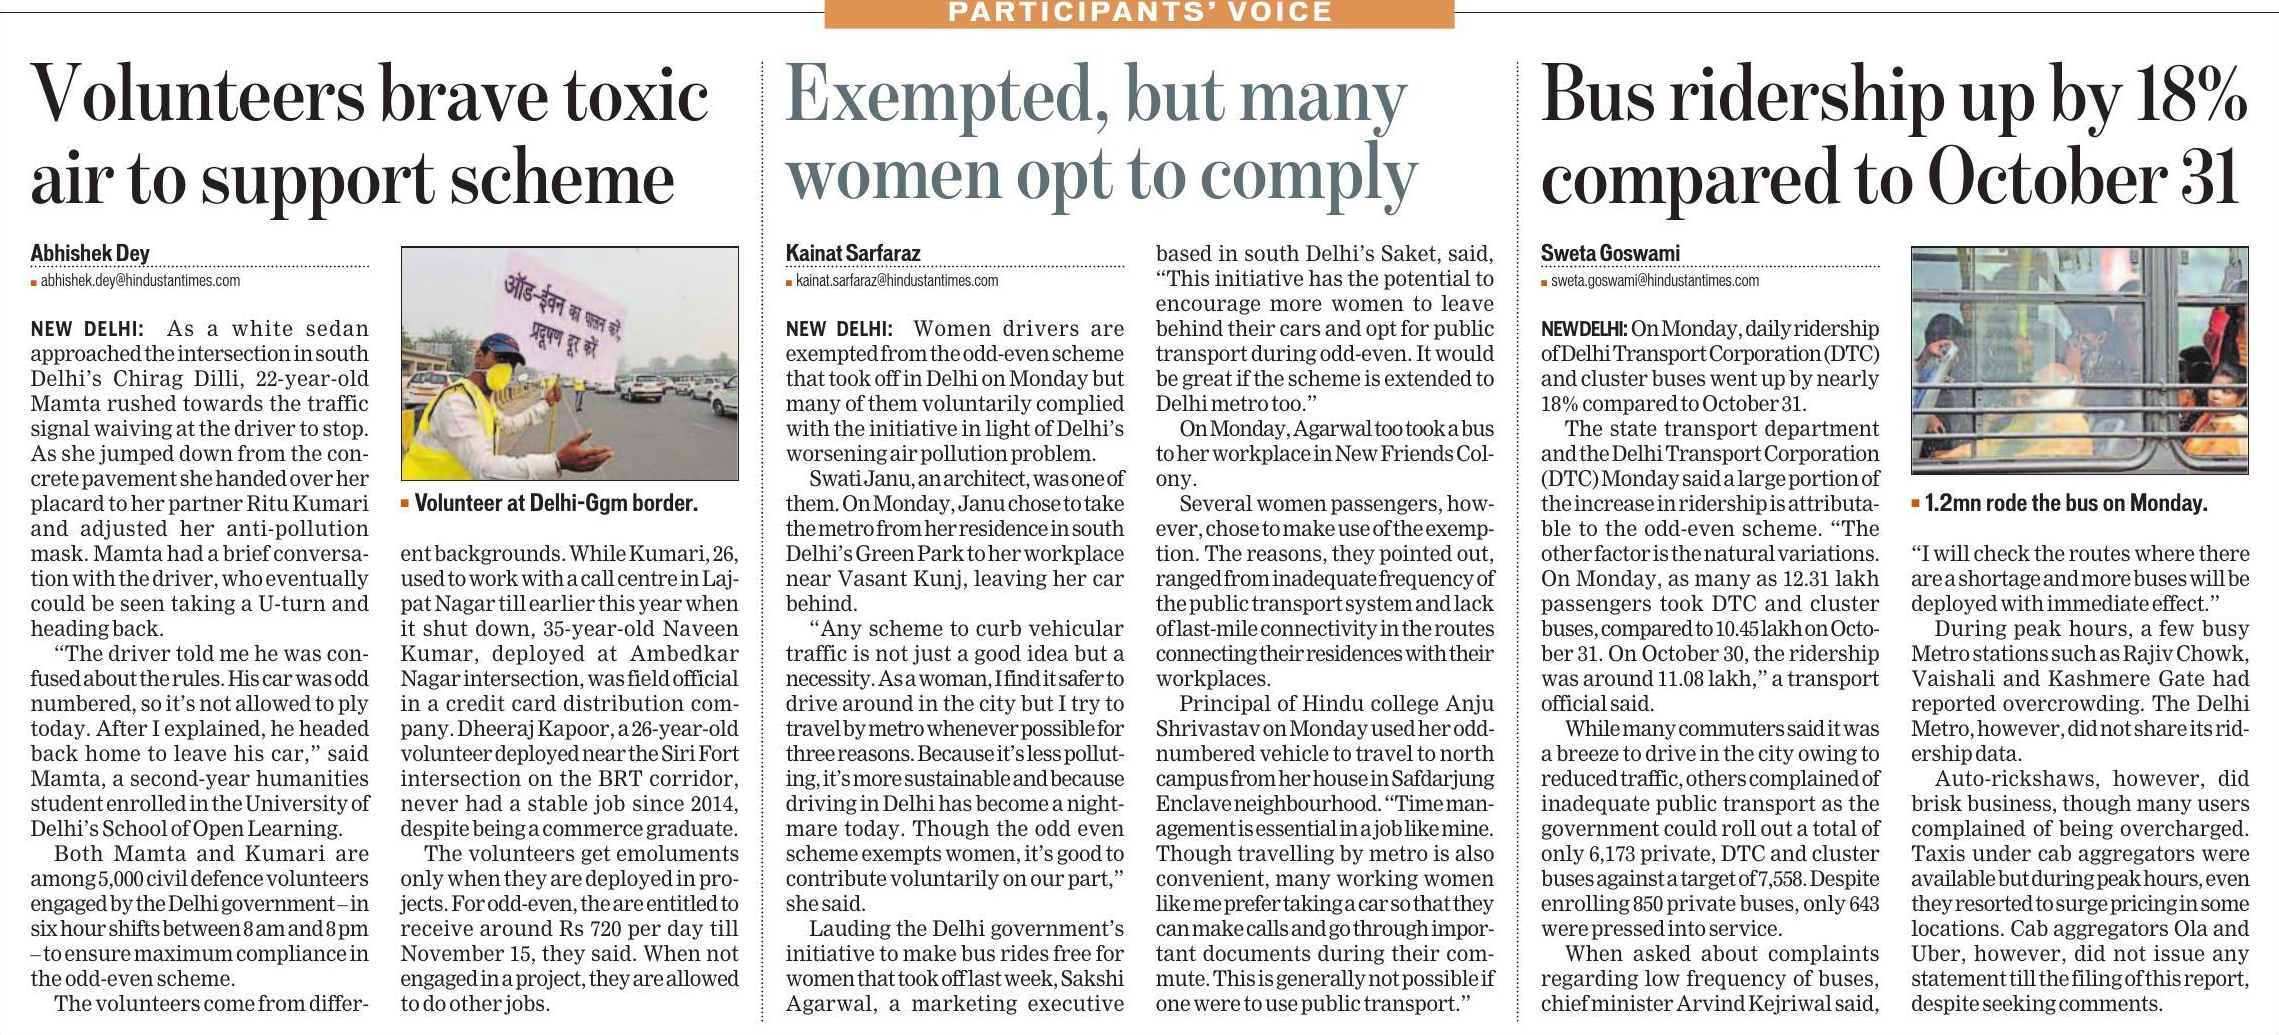 PARTICIPANTS’ VOICE
Volunteers brave toxic
air to support scheme
Abhishek Dey
abhishek.dey@hindustantimes.com
NEW DELHI: As a white sedan
approached the intersection in south
Delhi’s Chirag Dilli, 22-year-old
Mamta rushed towards the traffic
signal waiving at the driver to stop.
As she jumped down from the con-
crete pavement she handed over her
placard to her partner Ritu Kumari
and adjusted her anti-pollution
mask. Mamta had a brief conversa-
tion with the driver, who eventually
could be seen taking a U-turn and
heading back.
“The driver told me he was con-
fused about the rules. His car was odd
numbered, so it’s not allowed to ply
today. After I explained, he headed
back home to leave his car,” said
Mamta, a second-year humanities
student enrolled in the University of
Delhi’s School of Open Learning.
Both Mamta and Kumari are
among 5,000 civil defence volunteers
engaged by the Delhi government – in
six hour shifts between 8 am and 8 pm
– to ensure maximum compliance in
the odd-even scheme.
The volunteers come from differ-
ऑड-ईवन का पालन करें,
प्रदूषण दूर करें
Volunteer at Delhi-Ggm border.
ent backgrounds. While Kumari, 26,
used to work with a call centre in Laj-
pat Nagar till earlier this year when
it shut down, 35-year-old Naveen
Kumar, deployed at Ambedkar
Nagar intersection, was field official
in a credit card distribution com-
pany. Dheeraj Kapoor, a 26-year-old
volunteer deployed near the Siri Fort
intersection on the BRT corridor,
never had a stable job since 2014,
despite being a commerce graduate.
The volunteers get emoluments
only when they are deployed in pro-
jects. For odd-even, the are entitled to
receive around Rs 720 per day till
November 15, they said. When not
engaged in a project, they are allowed
to do other jobs.
Exempted, but many
women opt to comply
Kainat Sarfaraz
kainat.sarfaraz@hindustantimes.com
NEW DELHI: Women drivers are
exempted from the odd-even scheme
that took off in Delhi on Monday but
many of them voluntarily complied
with the initiative in light of Delhi’s
worsening air pollution problem.
Swati Janu, an architect, was one of
them. On Monday, Janu chose to take
the metro from her residence in south
Delhi’s Green Park to her workplace
near Vasant Kunj, leaving her car
behind.
“Any scheme to curb vehicular
traffic is not just a good idea but a
necessity. As a woman, I find it safer to
drive around in the city but I try to
travel by metro whenever possible for
three reasons. Because it’s less pollut-
ing, it’s more sustainable and because
driving in Delhi has become a night-
mare today. Though the odd even
scheme exempts women, it’s good to
contribute voluntarily on our part,”
she said.
Lauding the Delhi government’s
initiative to make bus rides free for
women that took off last week, Sakshi
Agarwal, a marketing executive
based in south Delhi’s Saket, said,
“This initiative has the potential to
encourage more women to leave
behind their cars and opt for public
transport during odd-even. It would
be great if the scheme is extended to
Delhi metro too.”
On Monday, Agarwal too took a bus
to her workplace in New Friends Col-
ony.
Several women passengers, how-
ever, chose to make use of the exemp-
tion. The reasons, they pointed out,
ranged from inadequate frequency of
the public transport system and lack
of last-mile connectivity in the routes
connecting their residences with their
workplaces.
Principal of Hindu college Anju
Shrivastav on Monday used her odd-
numbered vehicle to travel to north
campus from her house in Safdarjung
Enclave neighbourhood. “Time man-
agement is essential in a job like mine.
Though travelling by metro is also
convenient, many working women
like me prefer taking a car so that they
can make calls and go through impor-
tant documents during their com-
mute. This is generally not possible if
one were to use public transport.”
Bus ridership up by 18%
compared to October 31
Sweta Goswami
sweta.goswami@hindustantimes.com
NEW DELHI: On Monday, daily ridership
of Delhi Transport Corporation (DTC)
and cluster buses went up by nearly
18% compared to October 31.
The state transport department
and the Delhi Transport Corporation
(DTC) Monday said a large portion of
the increase in ridership is attributa-
ble to the odd-even scheme. “The
other factor is the natural variations.
On Monday, as many as 12.31 lakh
passengers took DTC and cluster
buses, compared to 10.45 lakh on Octo-
ber 31. On October 30, the ridership
was around 11.08 lakh,” a transport
official said.
While many commuters said it was
a breeze to drive in the city owing to
reduced traffic, others complained of
inadequate public transport as the
government could roll out a total of
only 6,173 private, DTC and cluster
buses against a target of 7,558. Despite
enrolling 850 private buses, only 643
were pressed into service.
When asked about complaints
regarding low frequency of buses,
chief minister Arvind Kejriwal said,
1.2mn rode the bus on Monday.
“I will check the routes where there
are a shortage and more buses will be
deployed with immediate effect.”
During peak hours, a few busy
Metro stations such as Rajiv Chowk,
Vaishali and Kashmere Gate had
reported overcrowding. The Delhi
Metro, however, did not share its rid-
ership data.
Auto-rickshaws, however, did
brisk business, though many users
complained of being overcharged.
Taxis under cab aggregators were
available but during peak hours, even
they resorted to surge pricing in some
locations. Cab aggregators Ola and
Uber, however, did not issue any
statement till the filing of this report,
despite seeking comments.